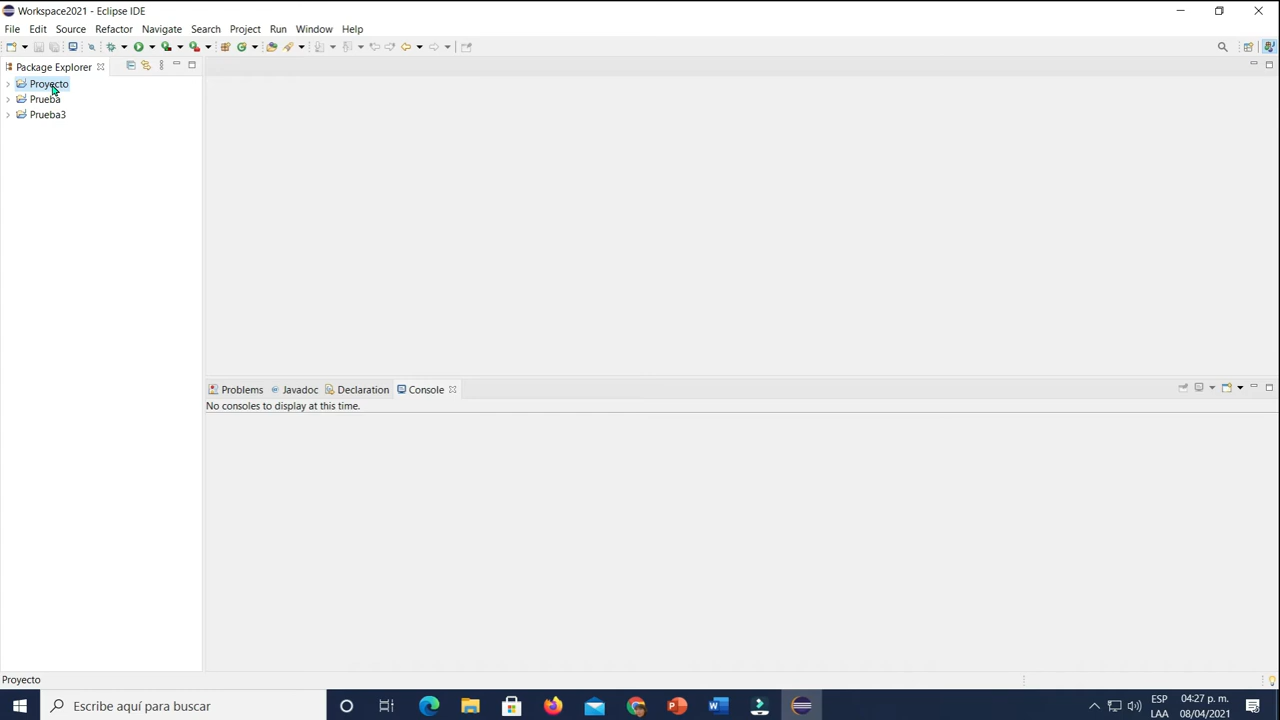 Workspace2021 - Eclipse IDE
File Edit Source Refactor Navigate Search Project Run Window Help
Package Explorer
Proyecto
Prueba
Prueba3
Problems Javadoc Declaration Console
No consoles to display at this time.
Proyecto
Escribe aquí para buscar
ESP 04:27 p. m.
LAA 08/04/2021